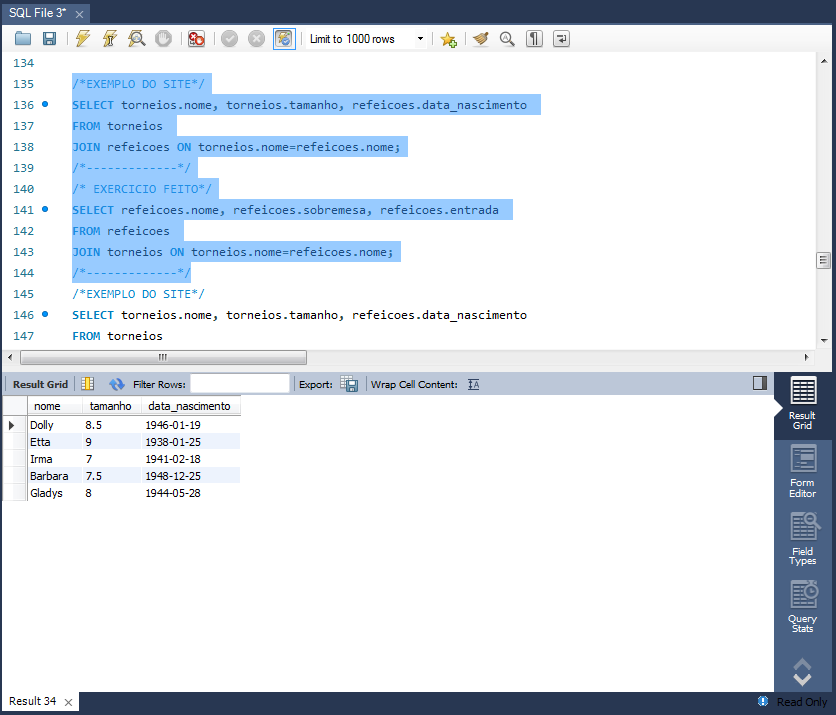 SQL File 3*
Limit to 1000 rows
134
135 /*EXEMPLO DO SITE*/
136 SELECT torneios.nome, torneios.tamanho, refeicoes.data_nascimento
137 FROM torneios
138 JOIN refeicoes ON torneios.nome=refeicoes.nome;
139 /*-------------*/
140 /* EXERCICIO FEITO*/
141 SELECT refeicoes.nome, refeicoes.sobremesa, refeicoes.entrada
142 FROM refeicoes
143 JOIN torneios ON torneios.nome=refeicoes.nome;
144 /*-------------*/
145 /*EXEMPLO DO SITE*/
146 SELECT torneios.nome, torneios.tamanho, refeicoes.data_nascimento
147 FROM torneios
Result Grid Filter Rows: Export: Wrap Cell Content: IA
nome tamanho data_nascimento
Dolly 8.5 1946-01-19
Etta 9 1938-01-25
Irma 7 1941-02-18
Barbara 7.5 1948-12-25
Gladys 8 1944-05-28
Result
Grid
Form
Editor
Field
Types
Query
Stats
Result 34
Read Only